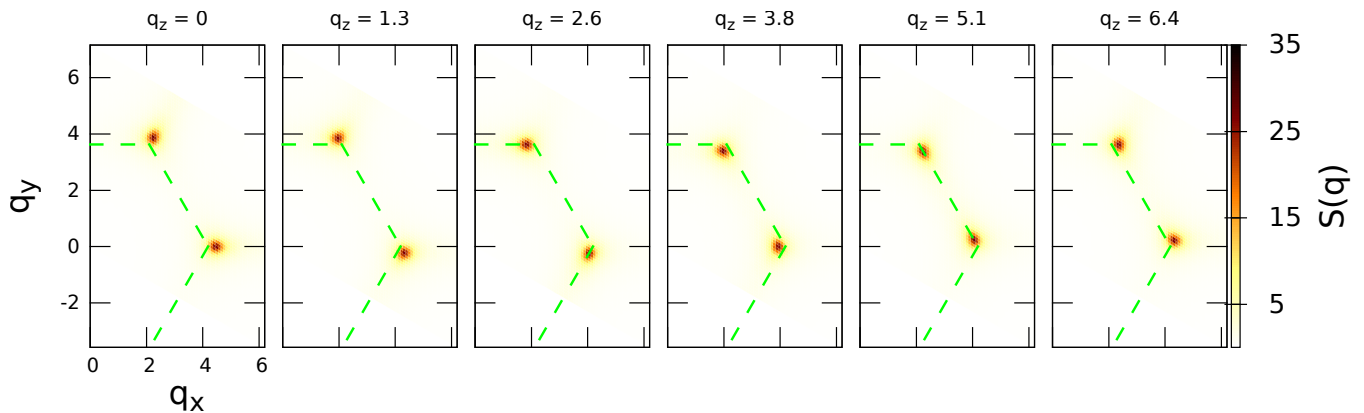 q_z = 0 q_z = 1.3 q_z = 2.6 q_z = 3.8 q_z = 5.1 q_z = 6.4
6
4
2
0
-2
q_y
0 2 4 6
q_x
35
25
15
5
S(q)